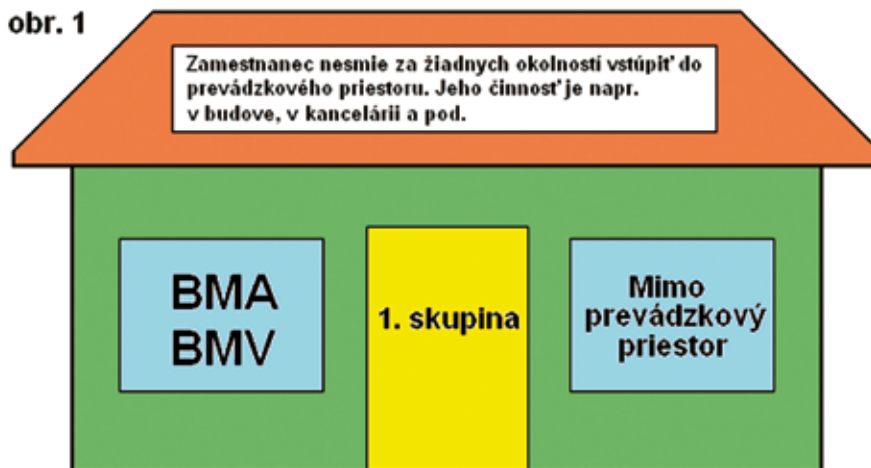 obr. 1
Zamestnanec nesmie za žiadnych okolností vstúpiť do
prevádzkového priestoru. Jeho činnosť je napr.
v budove, v kancelárii a pod.
BMA
BMV
1. skupina
Mimo
prevádzkový
priestor